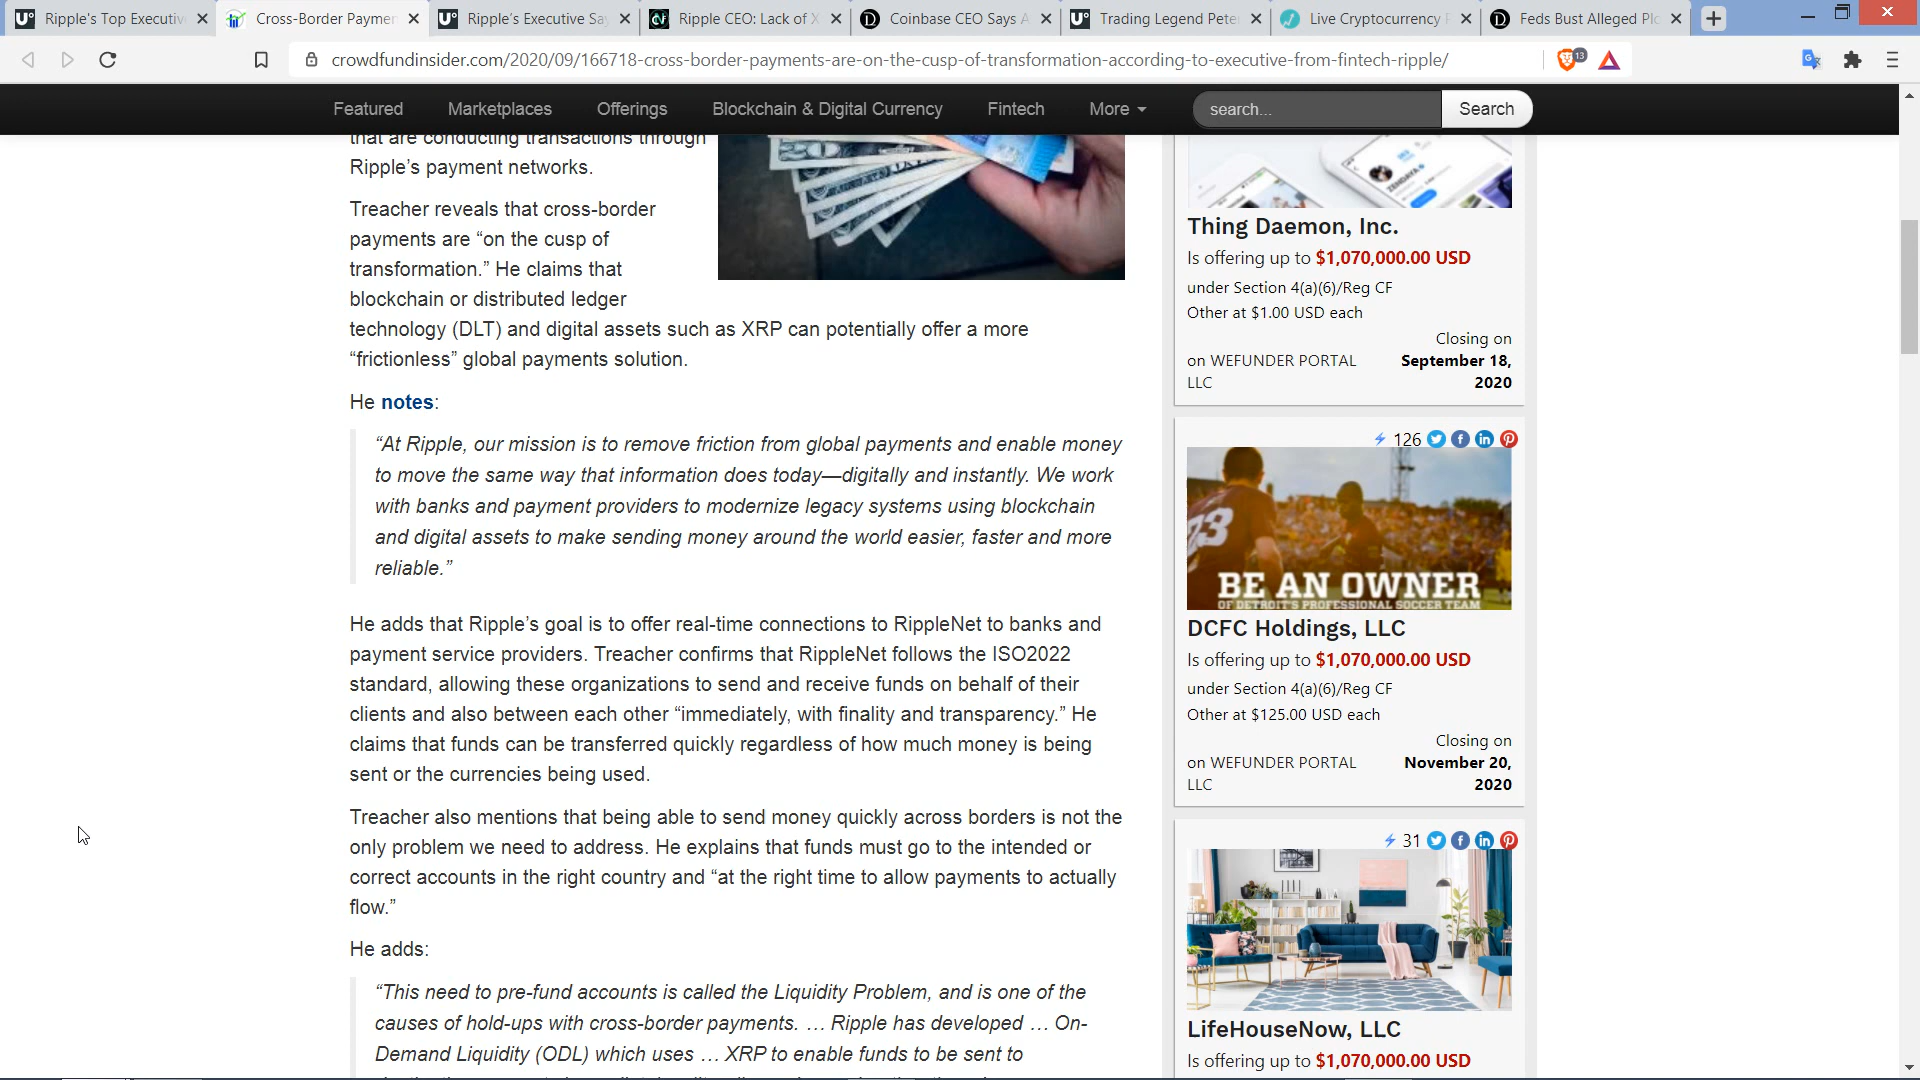 Ripple's Top Executiv
Cross-Border Paymen
Ripple's Executive Sa
Ripple CEO: Lack of X
Coinbase CEO Says A
Trading Legend Pete
Live Cryptocurrency P
Feds Bust Alleged Plo
crowdfundinsider.com/2020/09/166718-cross-border-payments-are-on-the-cusp-of-transformation-according-to-executive-from-fintech-ripple/
13
Featured
Marketplaces
Offerings
Blockchain & Digital Currency
Fintech
More
search...
Search
that are conducting transactions through
Ripple's payment networks.
Treacher reveals that cross-border
payments are “on the cusp of
transformation.” He claims that
blockchain or distributed ledger
technology (DLT) and digital assets such as XRP can potentially offer a more
“frictionless” global payments solution.
He notes:
“At Ripple, our mission is to remove friction from global payments and enable money
to move the same way that information does today—digitally and instantly. We work
with banks and payment providers to modernize legacy systems using blockchain
and digital assets to make sending money around the world easier, faster and more
reliable.”
He adds that Ripple’s goal is to offer real-time connections to RippleNet to banks and
payment service providers. Treacher confirms that RippleNet follows the ISO2022
standard, allowing these organizations to send and receive funds on behalf of their
clients and also between each other “immediately, with finality and transparency.” He
claims that funds can be transferred quickly regardless of how much money is being
sent or the currencies being used.
Treacher also mentions that being able to send money quickly across borders is not the
only problem we need to address. He explains that funds must go to the intended or
correct accounts in the right country and “at the right time to allow payments to actually
flow.”
He adds:
“This need to pre-fund accounts is called the Liquidity Problem, and is one of the
causes of hold-ups with cross-border payments. … Ripple has developed … On-
Demand Liquidity (ODL) which uses … XRP to enable funds to be sent to
ZENDAYA
Thing Daemon, Inc.
Is offering up to $1,070,000.00 USD
under Section 4(a)(6)/Reg CF
Other at $1.00 USD each
on WEFUNDER PORTAL
LLC
Closing on
September 18,
2020
126
BE AN OWNER
OF DETROIT'S PROFESSIONAL SOCCER TEAM
DCFC Holdings, LLC
Is offering up to $1,070,000.00 USD
under Section 4(a)(6)/Reg CF
Other at $125.00 USD each
on WEFUNDER PORTAL
LLC
Closing on
November 20,
2020
31
LifeHouseNow, LLC
Is offering up to $1,070,000.00 USD